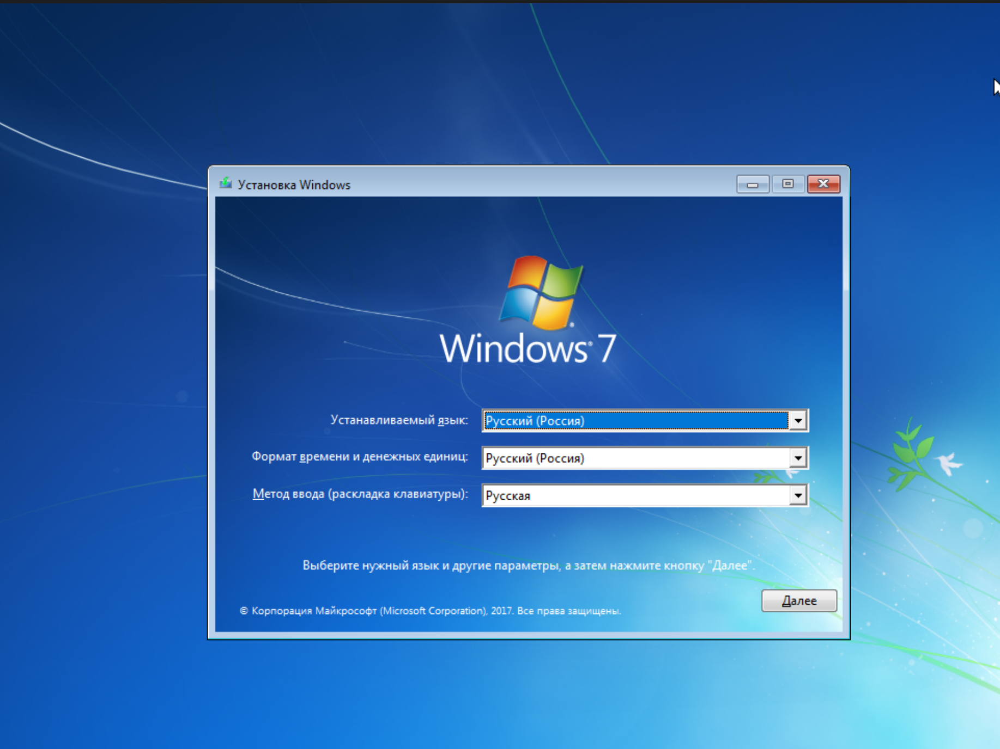 Установка Windows
Windows® 7
Устанавливаемый язык: Русский (Россия)
Формат времени и денежных единиц: Русский (Россия)
Метод ввода (раскладка клавиатуры): Русская
Выберите нужный язык и другие параметры, а затем нажмите кнопку "Далее".
Далее
© Корпорация Майкрософт (Microsoft Corporation), 2017. Все права защищены.